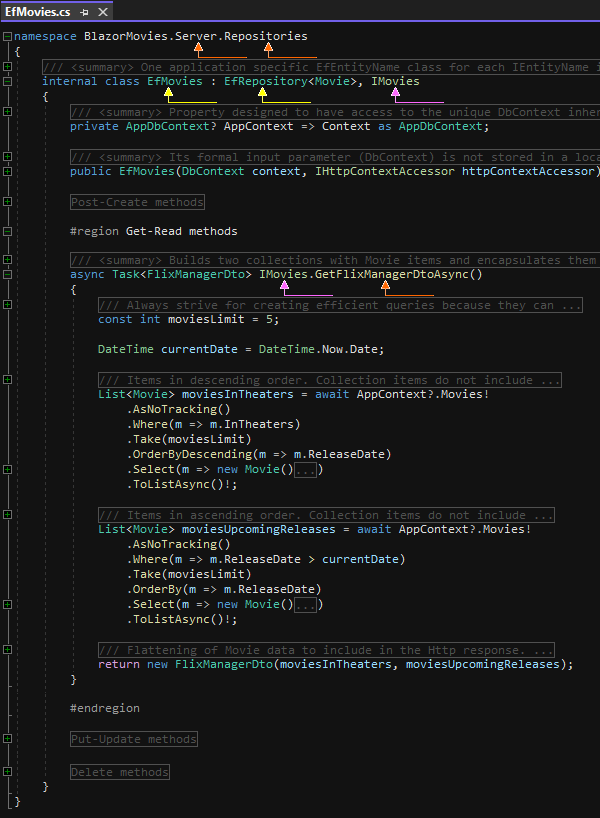 EfMovies.cs
namespace BlazorMovies.Server.Repositories
{
/// <summary> One application specific EfEntityName class for each IEntityName i
internal class EfMovies : EfRepository<Movie>, IMovies
{
/// <summary> Property designed to have access to the unique DbContext inher
private AppDbContext? AppContext => Context as AppDbContext;
/// <summary> Its formal input parameter (DbContext) is not stored in a loca
public EfMovies(DbContext context, IHttpContextAccessor httpContextAccessor)
Post-Create methods
#region Get-Read methods
/// <summary> Builds two collections with Movie items and encapsulates them
async Task<FlixManagerDto> IMovies.GetFlixManagerDtoAsync()
{
/// Always strive for creating efficient queries because they can ...
const int moviesLimit = 5;
DateTime currentDate = DateTime.Now.Date;
/// Items in descending order. Collection items do not include ...
List<Movie> moviesInTheaters = await AppContext?.Movies!
.AsNoTracking()
.Where(m => m.InTheaters)
.Take(moviesLimit)
.OrderByDescending(m => m.ReleaseDate)
.Select(m => new Movie()...)
.ToListAsync()!;
/// Items in ascending order. Collection items do not include ...
List<Movie> moviesUpcomingReleases = await AppContext?.Movies!
.AsNoTracking()
.Where(m => m.ReleaseDate > currentDate)
.Take(moviesLimit)
.OrderBy(m => m.ReleaseDate)
.Select(m => new Movie()...)
.ToListAsync()!;
/// Flattening of Movie data to include in the Http response. ...
return new FlixManagerDto(moviesInTheaters, moviesUpcomingReleases);
}
#endregion
Put-Update methods
Delete methods
}
}